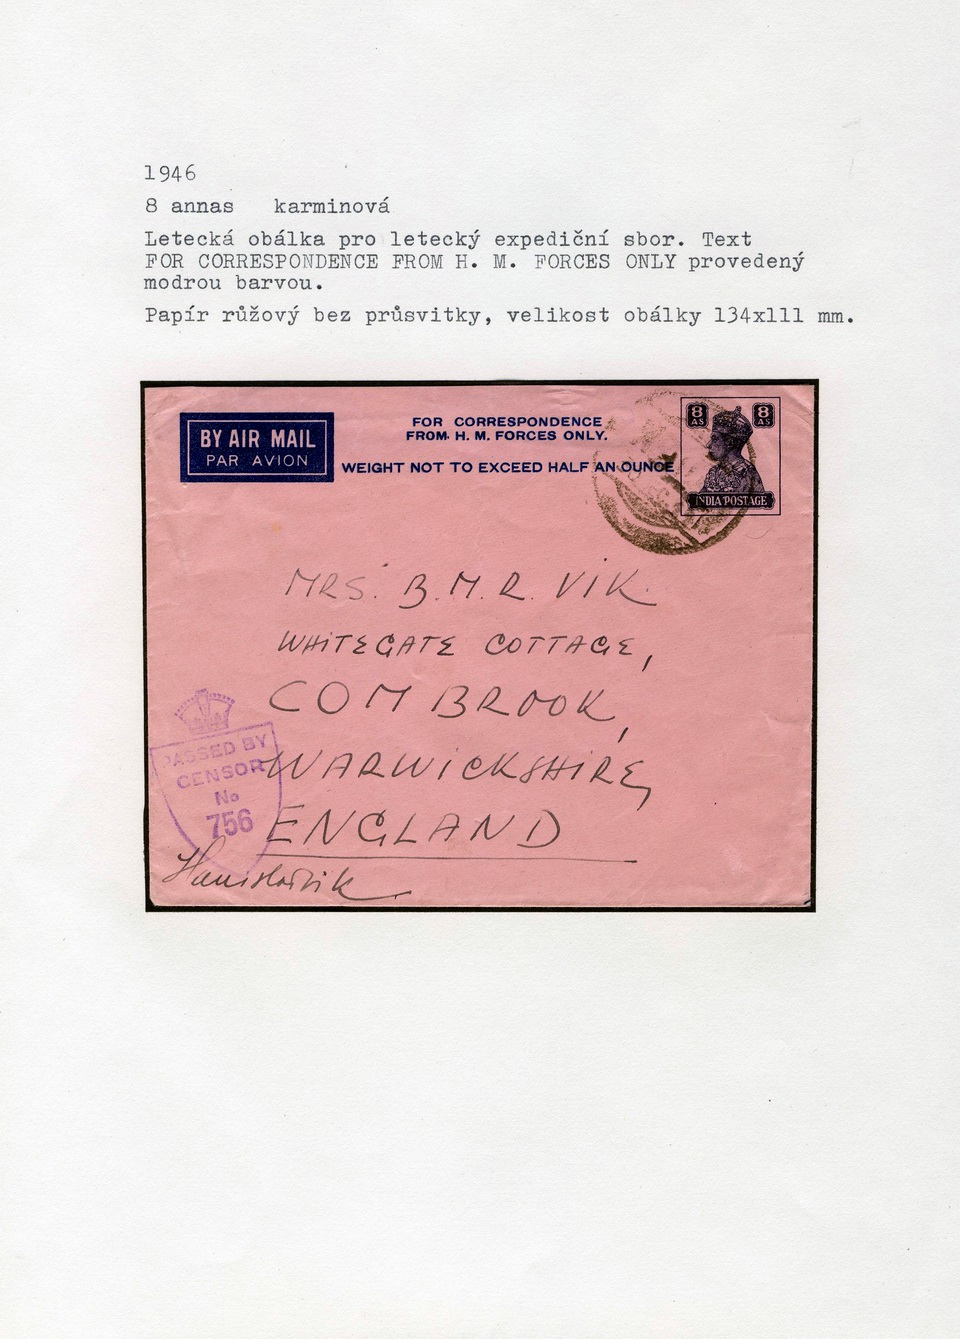 1946
8 annas karminová
Letecká obálka pro letecký expediční sbor. Text
FOR CORRESPONDENCE FROM H. M. FORCES ONLY provedený
modrou barvou.
Papír růžový bez průsvitky, velikost obálky 134x111 mm.
BY AIR MAIL
PAR AVION
FOR CORRESPONDENCE
FROM H. M. FORCES ONLY.
WEIGHT NOT TO EXCEED HALF AN OUNCE
8 AS 8 AS
INDIA POSTAGE
MRS. B. M. R. VIK
WHITEGATE COTTAGE,
COMBROOK,
WARWICKSHIRE,
ENGLAND
PASSED BY
CENSOR
No
756